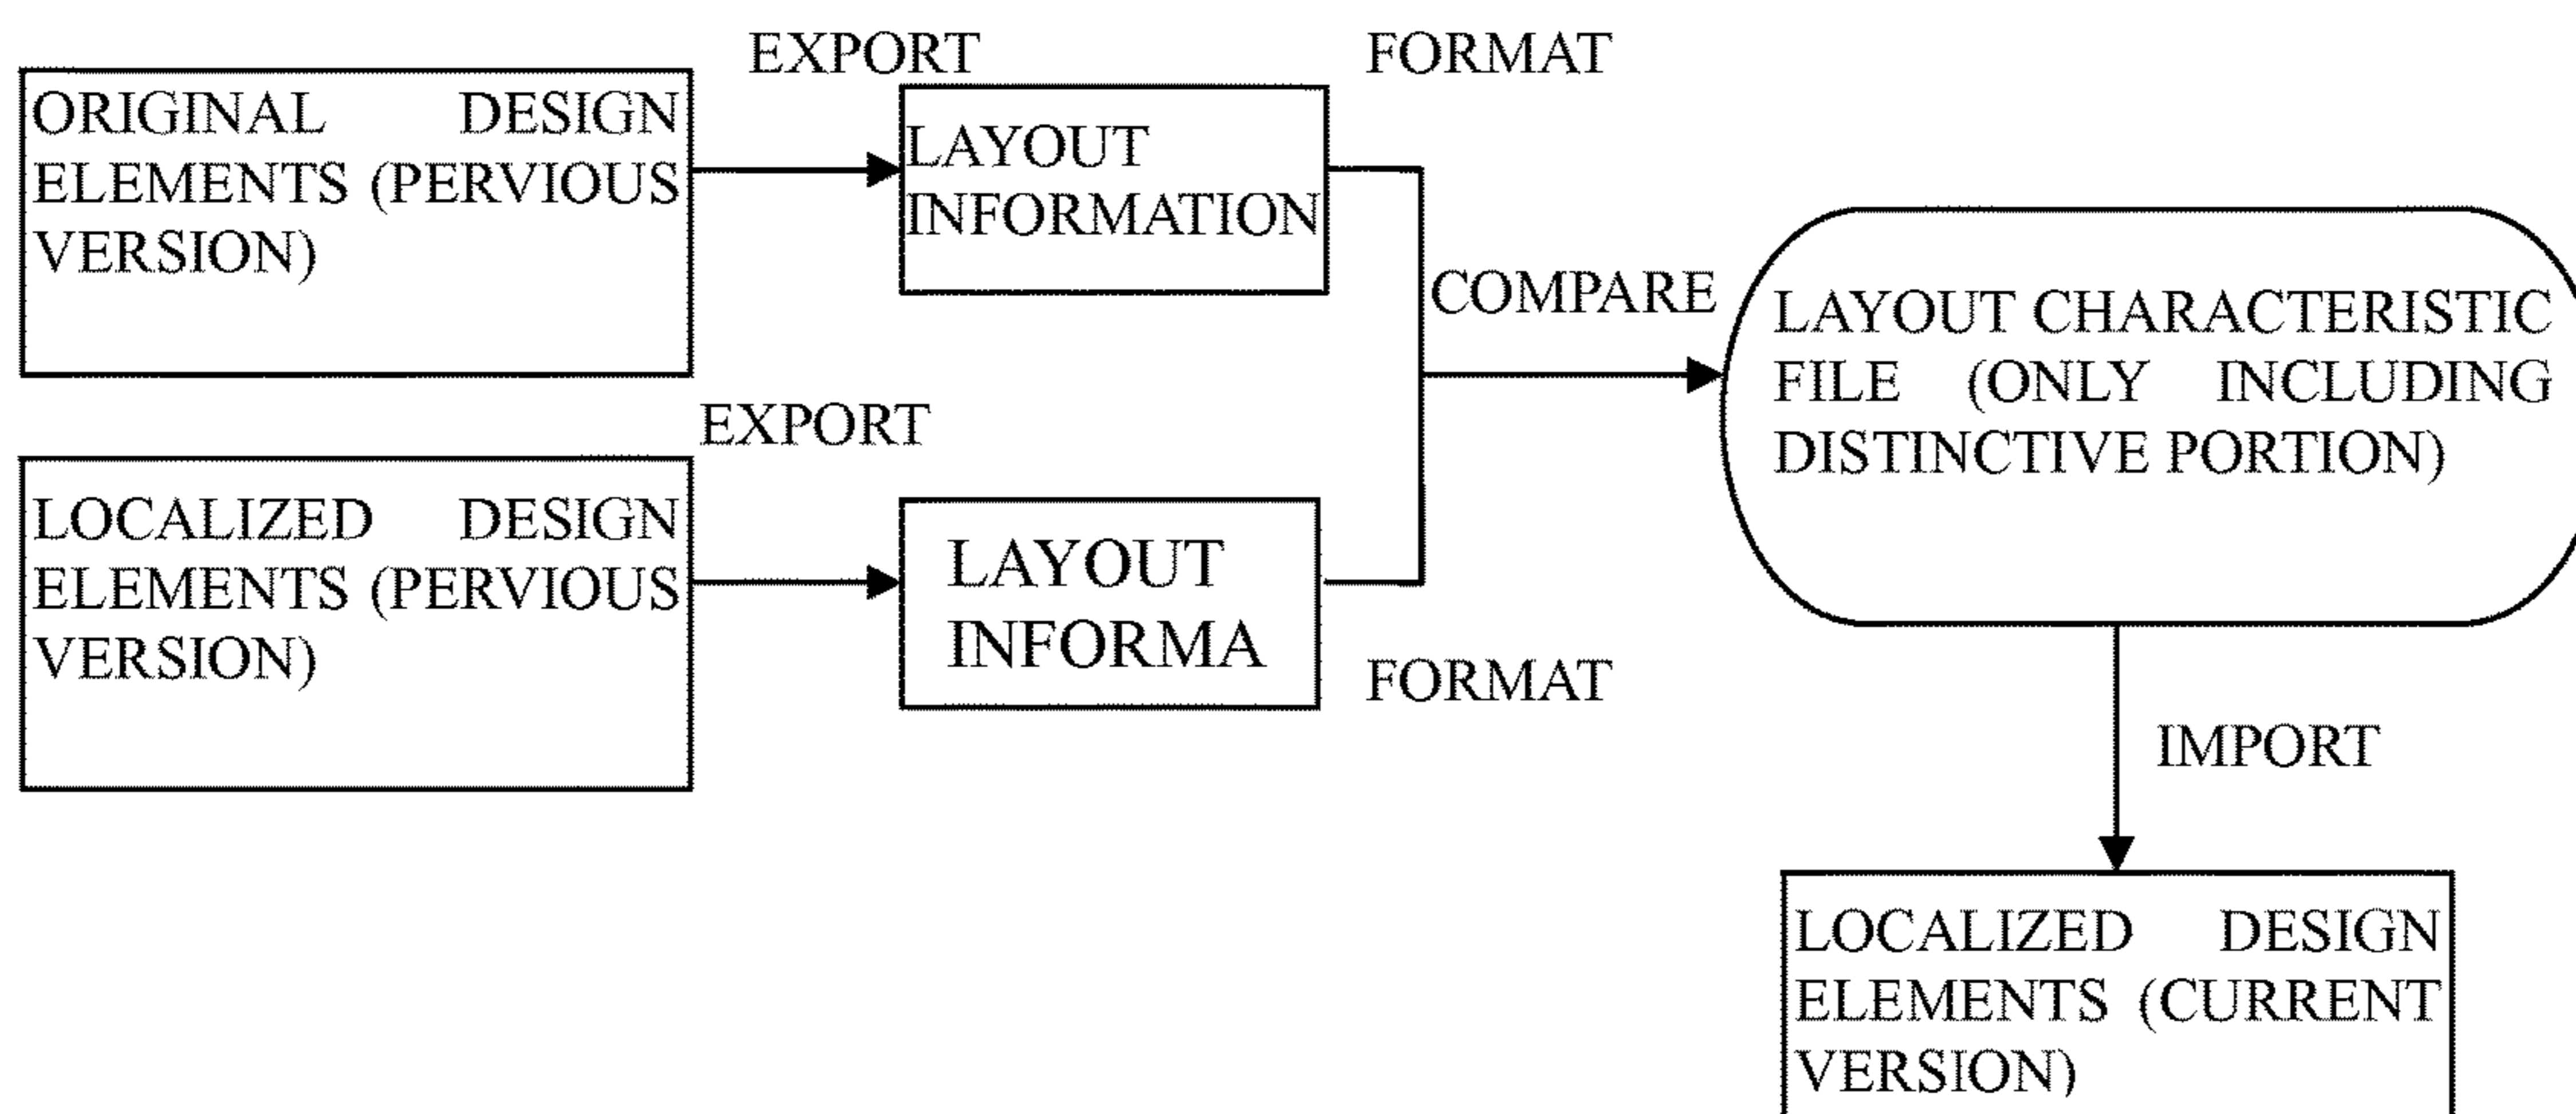 EXPORT
FORMAT
ORIGINAL DESIGN
ELEMENTS (PERVIOUS
VERSION)
LAYOUT
INFORMATION
COMPARE
LAYOUT CHARACTERISTIC
FILE (ONLY INCLUDING
DISTINCTIVE PORTION)
EXPORT
LOCALIZED DESIGN
ELEMENTS (PERVIOUS
VERSION)
LAYOUT
INFORMA
FORMAT
IMPORT
LOCALIZED DESIGN
ELEMENTS (CURRENT
VERSION)